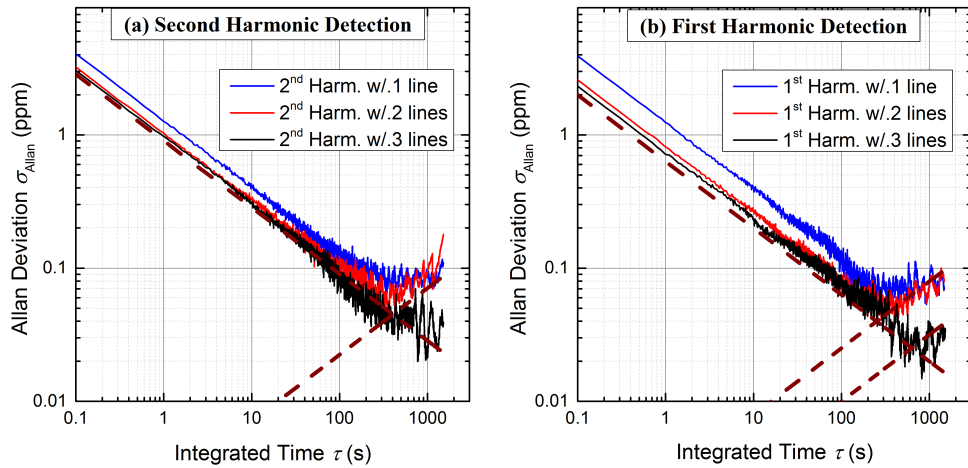 (a) Second Harmonic Detection
2nd Harm. w/.1 line
2nd Harm. w/.2 lines
2nd Harm. w/.3 lines
Allan Deviation σAllan (ppm)
1
0.1
0.01
0.1 1 10 100 1000
Integrated Time τ (s)
(b) First Harmonic Detection
1st Harm. w/.1 line
1st Harm. w/.2 lines
1st Harm. w/.3 lines
Allan Deviation σAllan (ppm)
1
0.1
0.01
0.1 1 10 100 1000
Integrated Time τ (s)